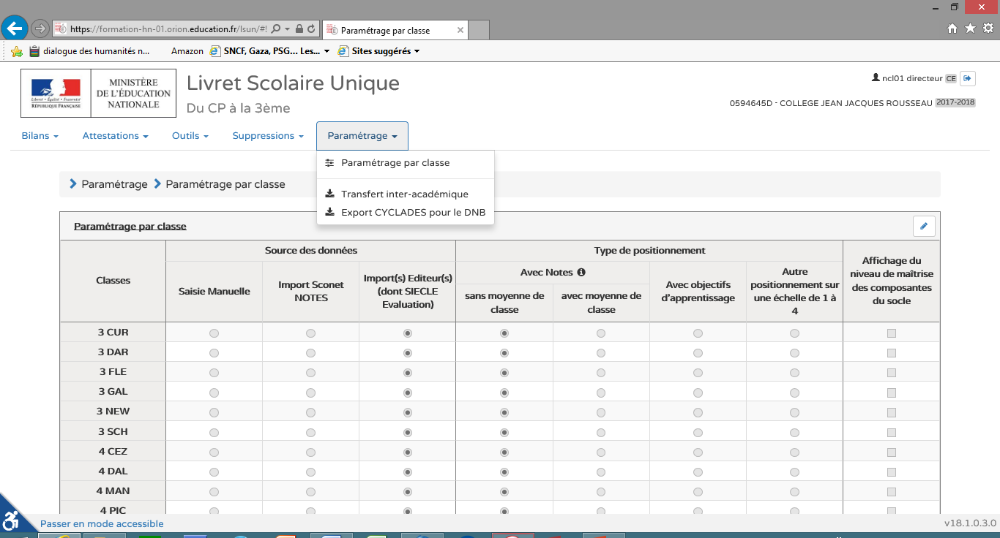 https://formation-hn-01.orion.education.fr/lsun/#!
Paramétrage par classe
dialogue des humanités n...
Amazon
SNCF, Gaza, PSG... Les...
Sites suggérés
Liberté • Égalité • Fraternité
RÉPUBLIQUE FRANÇAISE
MINISTÈRE
DE L'ÉDUCATION
NATIONALE
Livret Scolaire Unique
Du CP à la 3ème
ncl01 directeur CE
0594645D - COLLEGE JEAN JACQUES ROUSSEAU 2017-2018
Bilans
Attestations
Outils
Suppressions
Paramétrage
Paramétrage par classe
Transfert inter-académique
Export CYCLADES pour le DNB
Paramétrage
Paramétrage par classe
Paramétrage par classe
Classes
Source des données
Saisie Manuelle
Import Sconet
NOTES
Import(s) Editeur(s)
(dont SIECLE
Evaluation)
Type de positionnement
Avec Notes
sans moyenne de
classe
avec moyenne de
classe
Avec objectifs
d'apprentissage
Autre
positionnement sur
une échelle de 1 à
4
Affichage du
niveau de maîtrise
des composantes
du socle
3 CUR
3 DAR
3 FLE
3 GAL
3 NEW
3 SCH
4 CEZ
4 DAL
4 MAN
4 PIC
Passer en mode accessible
v18.1.0.3.0